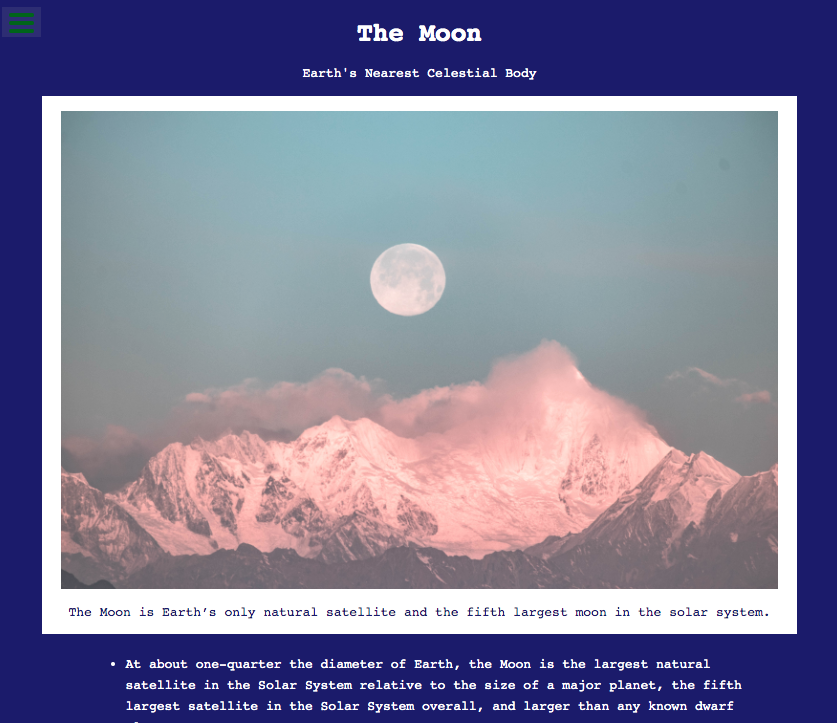 The Moon
Earth's Nearest Celestial Body
The Moon is Earth’s only natural satellite and the fifth largest moon in the solar system.
• At about one-quarter the diameter of Earth, the Moon is the largest natural
satellite in the Solar System relative to the size of a major planet, the fifth
largest satellite in the Solar System overall, and larger than any known dwarf